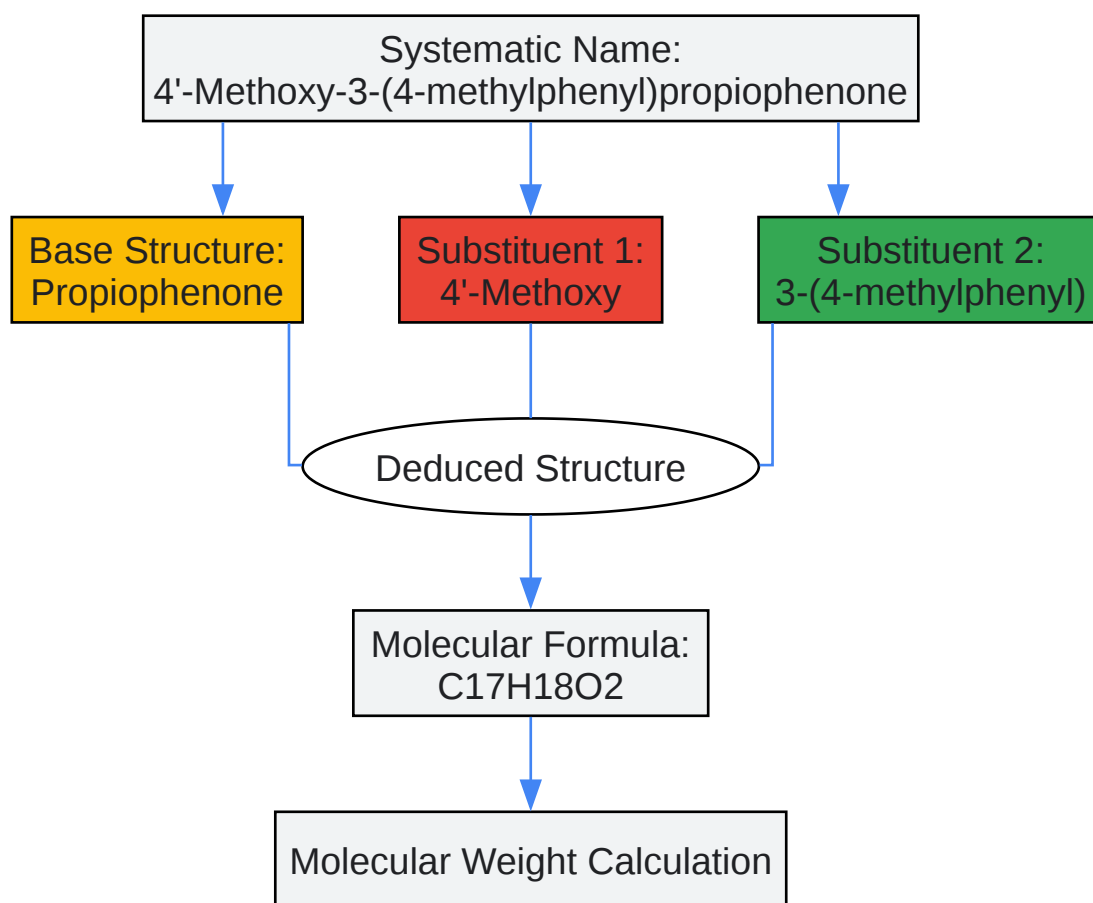 Systematic Name:
4'-Methoxy-3-(4-methylphenyl)propiophenone
Base Structure:
Propiophenone
Substituent 1:
4'-Methoxy
Substituent 2:
3-(4-methylphenyl)
Deduced Structure
Molecular Formula:
C17H18O2
Molecular Weight Calculation